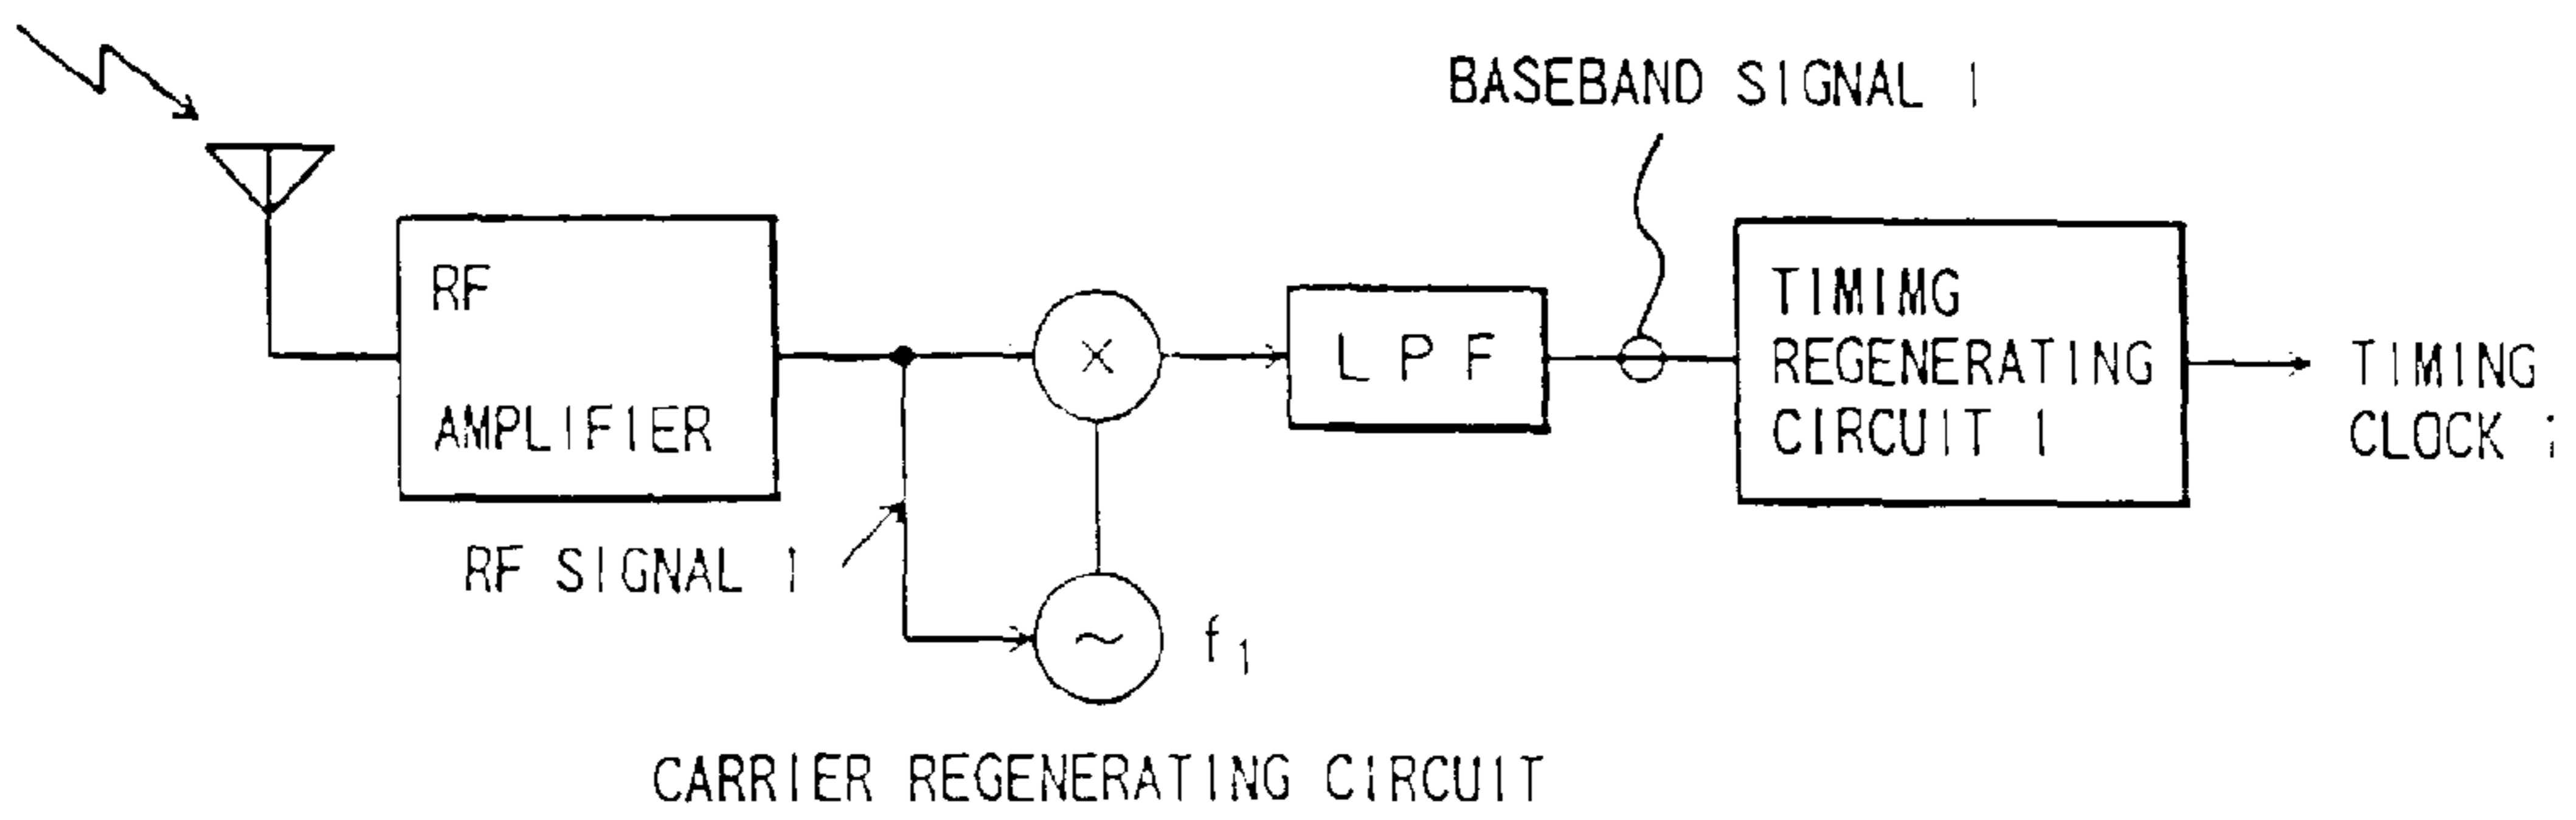 BASEBAND SIGNAL 1
RF
AMPLIFIER
×
LPF
TIMIMG
REGENERATING
CIRCUIT 1
TIMING
CLOCK 1
RF SIGNAL 1
~
f1
CARRIER REGENERATING CIRCUIT